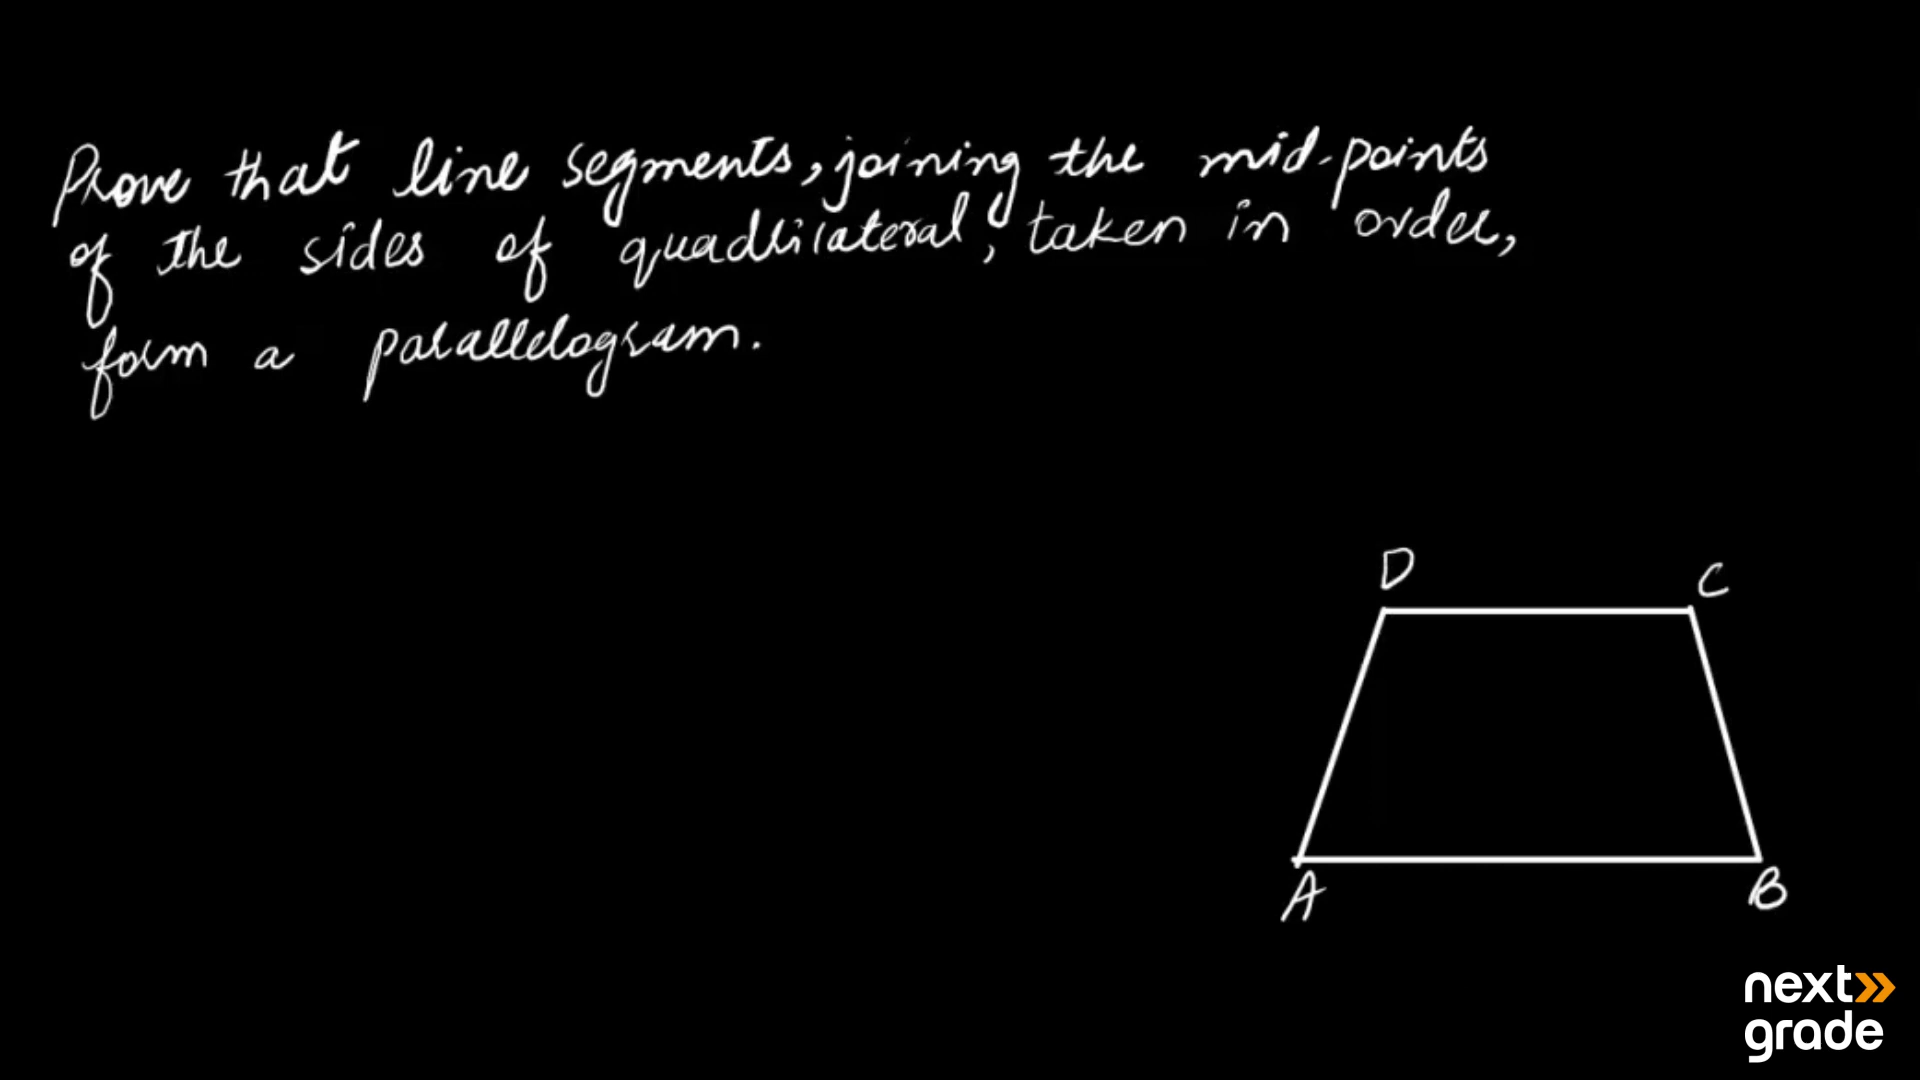 Prove that line segments, joining the mid-points
of the sides of quadrilateral, taken in order,
form a parallelogram.
D
C
A
B
next
grade